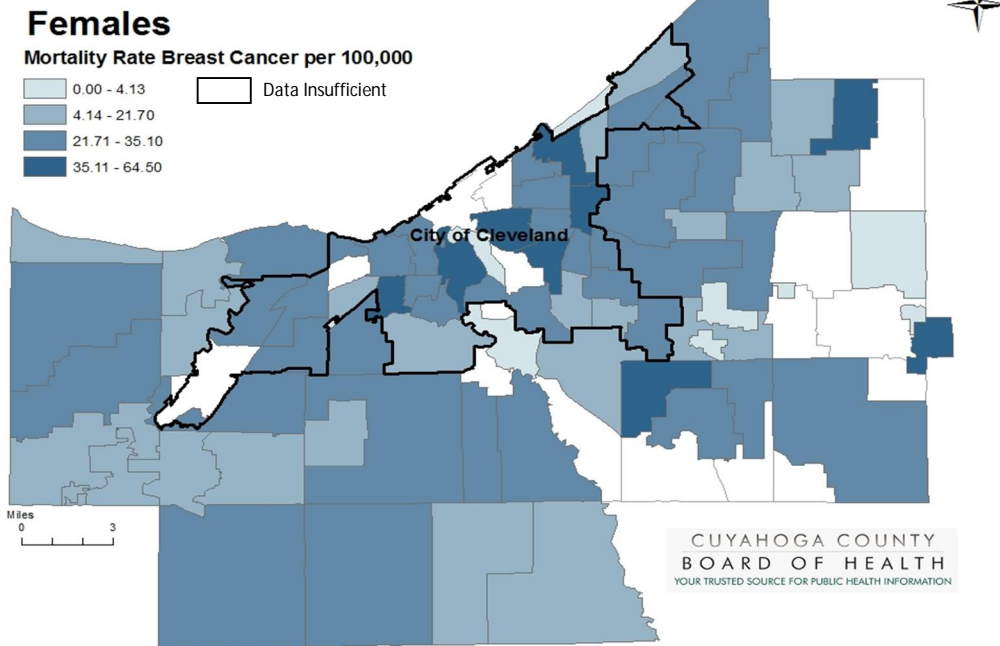 Females
Mortality Rate Breast Cancer per 100,000
0.00 - 4.13
Data Insufficient
4.14 - 21.70
21.71 - 35.10
35.11 - 64.50
City of Cleveland
Miles
0 3
CUYAHOGA COUNTY
BOARD OF HEALTH
YOUR TRUSTED SOURCE FOR PUBLIC HEALTH INFORMATION